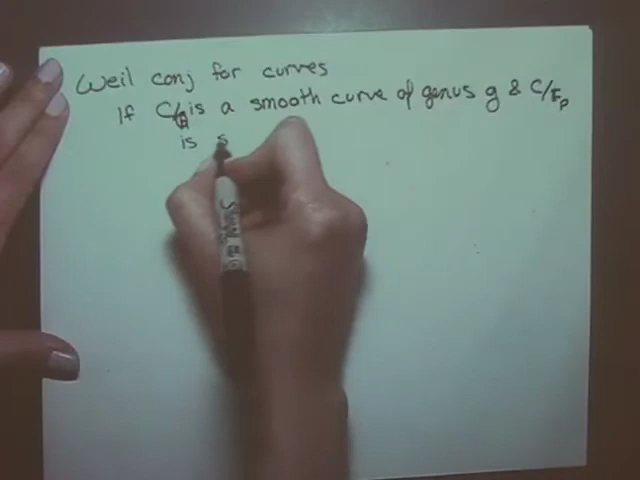 Weil conj for curves
If C/ℚ is a smooth curve of genus g & C/𝔽p
is s